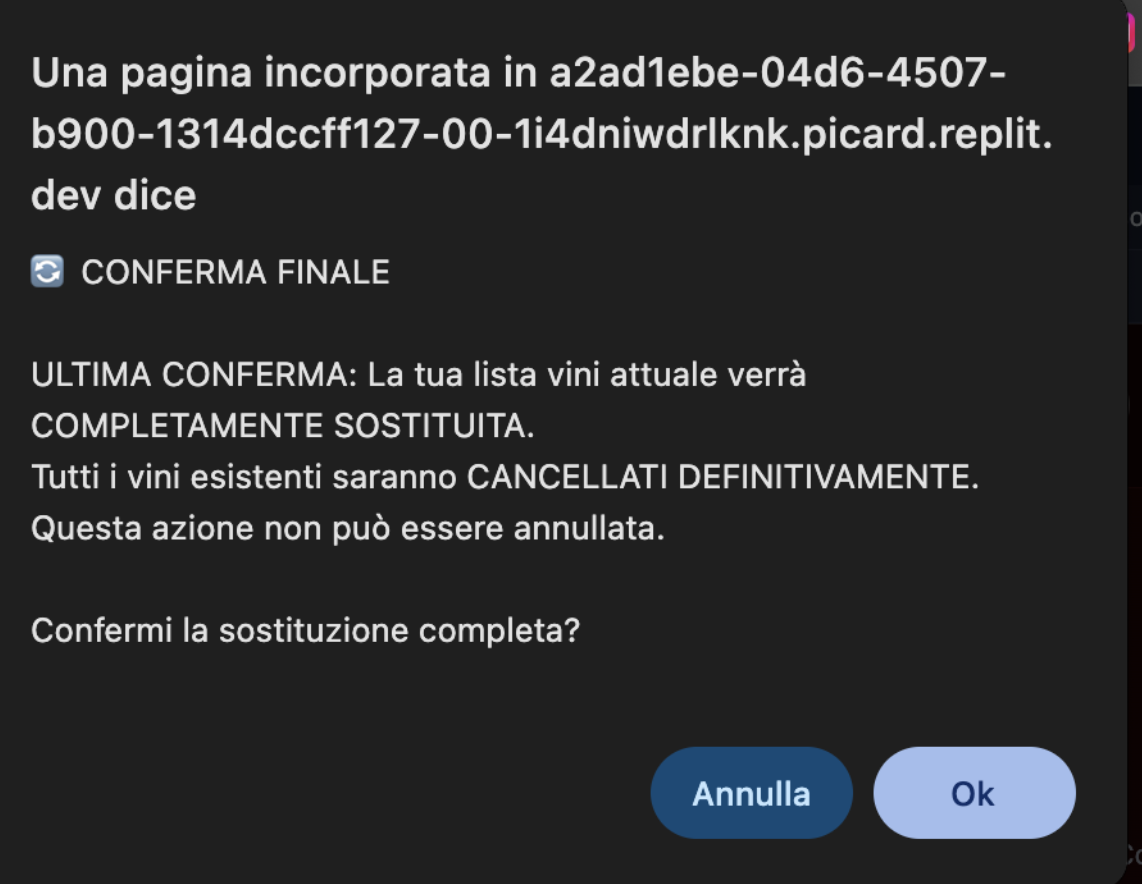 Una pagina incorporata in a2ad1ebe-04d6-4507-
b900-1314dccff127-00-1i4dniwdrlknk.picard.replit.
dev dice
🔄 CONFERMA FINALE
ULTIMA CONFERMA: La tua lista vini attuale verrà
COMPLETAMENTE SOSTITUITA.
Tutti i vini esistenti saranno CANCELLATI DEFINITIVAMENTE.
Questa azione non può essere annullata.
Confermi la sostituzione completa?
Annulla
Ok